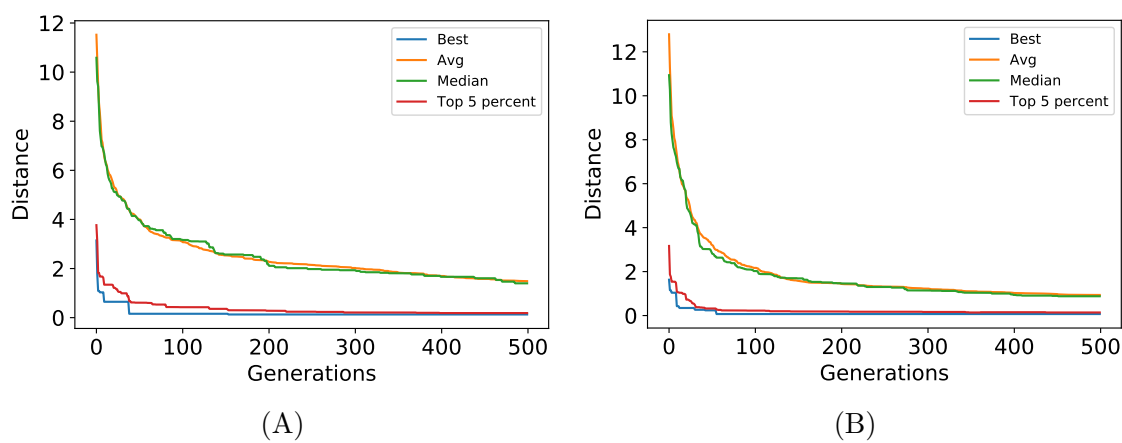 12
10
8
6
4
2
0
Distance
Best
Avg
Median
Top 5 percent
0 100 200 300 400 500
Generations
(A)
12
10
8
6
4
2
0
Distance
Best
Avg
Median
Top 5 percent
0 100 200 300 400 500
Generations
(B)